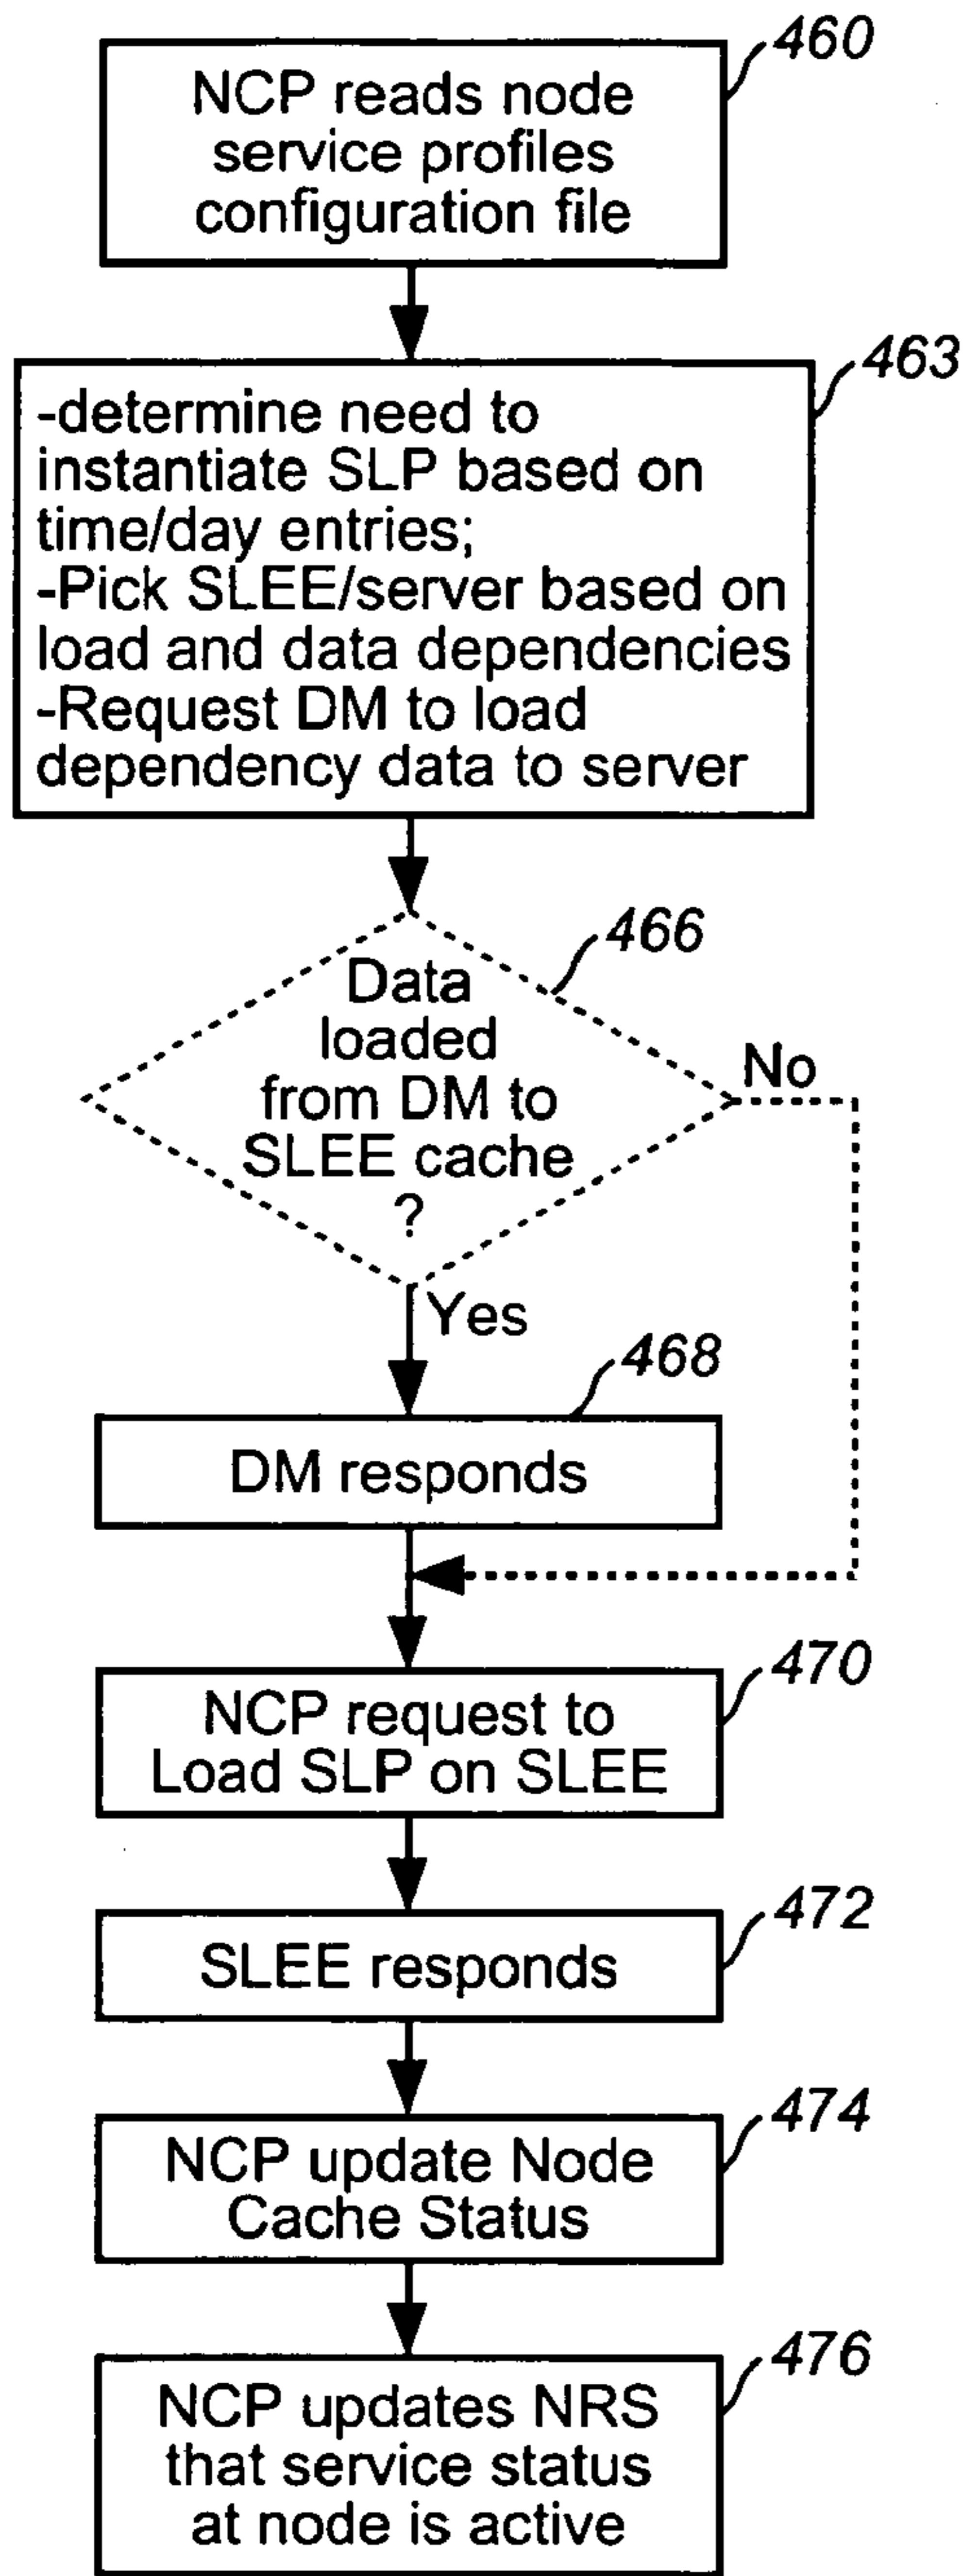 460
NCP reads node
service profiles
configuration file
463
-determine need to
instantiate SLP based on
time/day entries;
-Pick SLEE/server based on
load and data dependencies
-Request DM to load
dependency data to server
466
Data
loaded
from DM to
SLEE cache
?
No
Yes
468
DM responds
470
NCP request to
Load SLP on SLEE
472
SLEE responds
474
NCP update Node
Cache Status
476
NCP updates NRS
that service status
at node is active